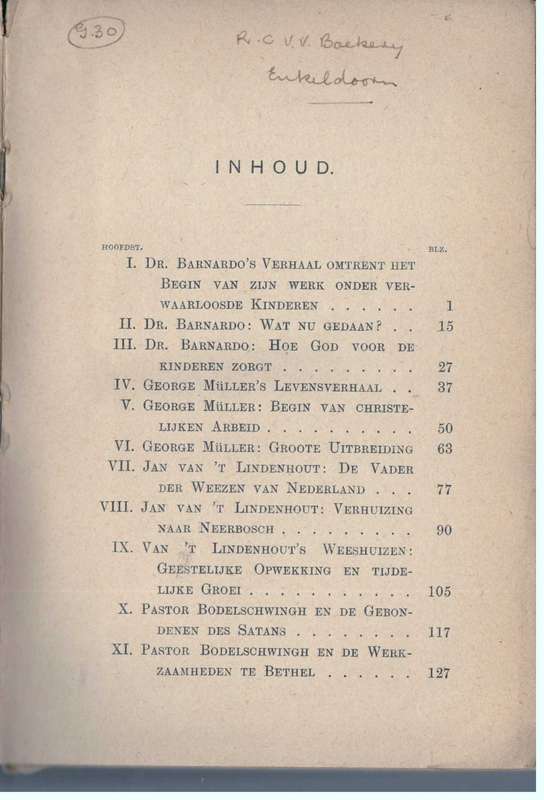 9.30
R. C. V. V. Boekery
Enkeldoorn
INHOUD.
HOOFDST. BLZ.
I. DR. BARNARDO'S VERHAAL OMTRENT HET
BEGIN VAN ZIJN WERK ONDER VER-
WAARLOOSDE KINDEREN . . . . . . 1
II. DR. BARNARDO: WAT NU GEDAAN? . . 15
III. DR. BARNARDO: HOE GOD VOOR DE
KINDEREN ZORGT . . . . . . . . . 27
IV. GEORGE MÜLLER'S LEVENSVERHAAL . . 37
V. GEORGE MÜLLER: BEGIN VAN CHRISTE-
LIJKEN ARBEID . . . . . . . . . . 50
VI. GEORGE MÜLLER: GROOTE UITBREIDING 63
VII. JAN VAN 'T LINDENHOUT: DE VADER
DER WEEZEN VAN NEDERLAND . . . 77
VIII. JAN VAN 'T LINDENHOUT: VERHUIZING
NAAR NEERBOSCH . . . . . . . . . 90
IX. VAN 'T LINDENHOUT'S WEESHUIZEN:
GEESTELIJKE OPWEKKING EN TIJDE-
LIJKE GROEI . . . . . . . . . . . 105
X. PASTOR BODELSCHWINGH EN DE GEBON-
DENEN DES SATANS . . . . . . . . 117
XI. PASTOR BODELSCHWINGH EN DE WERK-
ZAAMHEDEN TE BETHEL . . . . . . 127